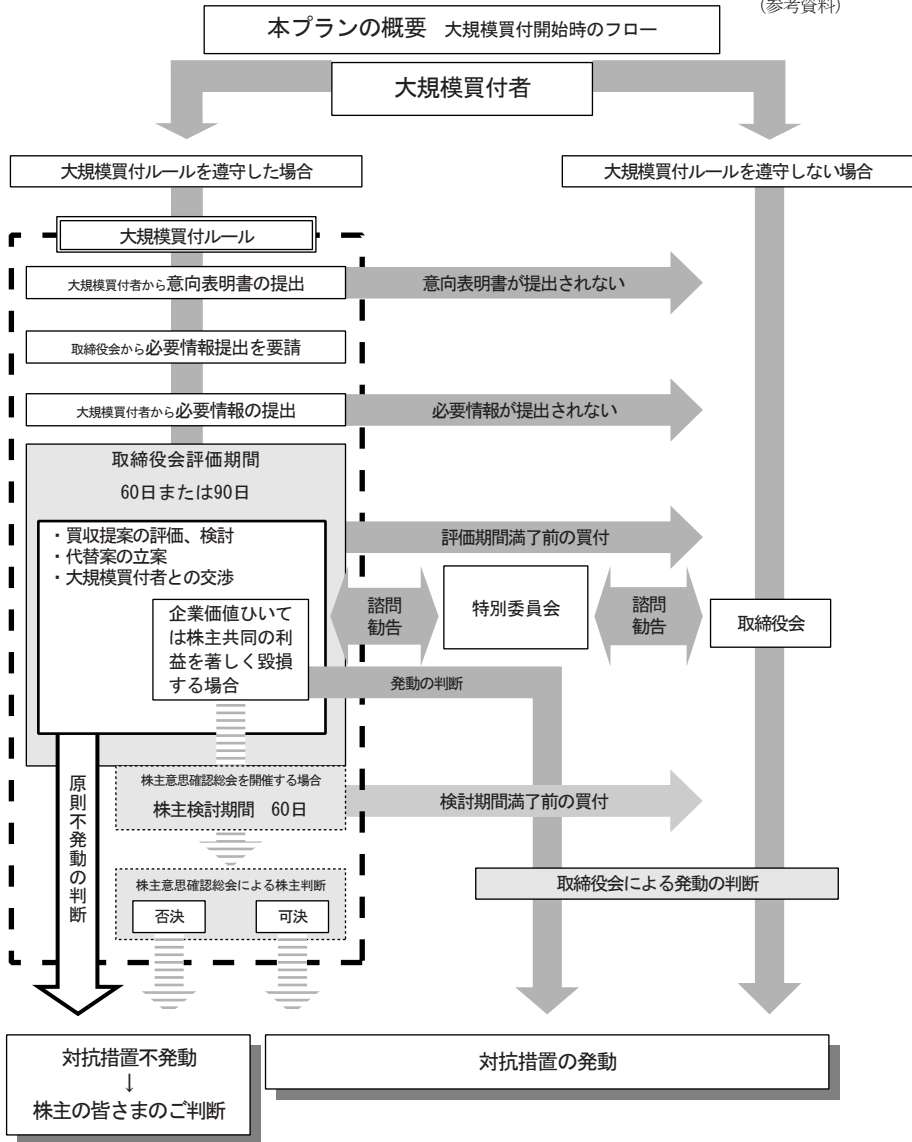 （参考資料）
本プランの概要 大規模買付開始時のフロー
大規模買付者
大規模買付ルールを遵守した場合
大規模買付ルールを遵守しない場合
大規模買付ルール
大規模買付者から意向表明書の提出
意向表明書が提出されない
取締役会から必要情報提出を要請
大規模買付者から必要情報の提出
必要情報が提出されない
取締役会評価期間
60日または90日
・買収提案の評価、検討
・代替案の立案
・大規模買付者との交渉
評価期間満了前の買付
企業価値ひいて
は株主共同の利
益を著しく毀損
する場合
諮問
勧告
特別委員会
諮問
勧告
取締役会
発動の判断
原則不発動の判断
株主意思確認総会を開催する場合
株主検討期間 60日
検討期間満了前の買付
株主意思確認総会による株主判断
否決
可決
取締役会による発動の判断
対抗措置不発動
↓
株主の皆さまのご判断
対抗措置の発動